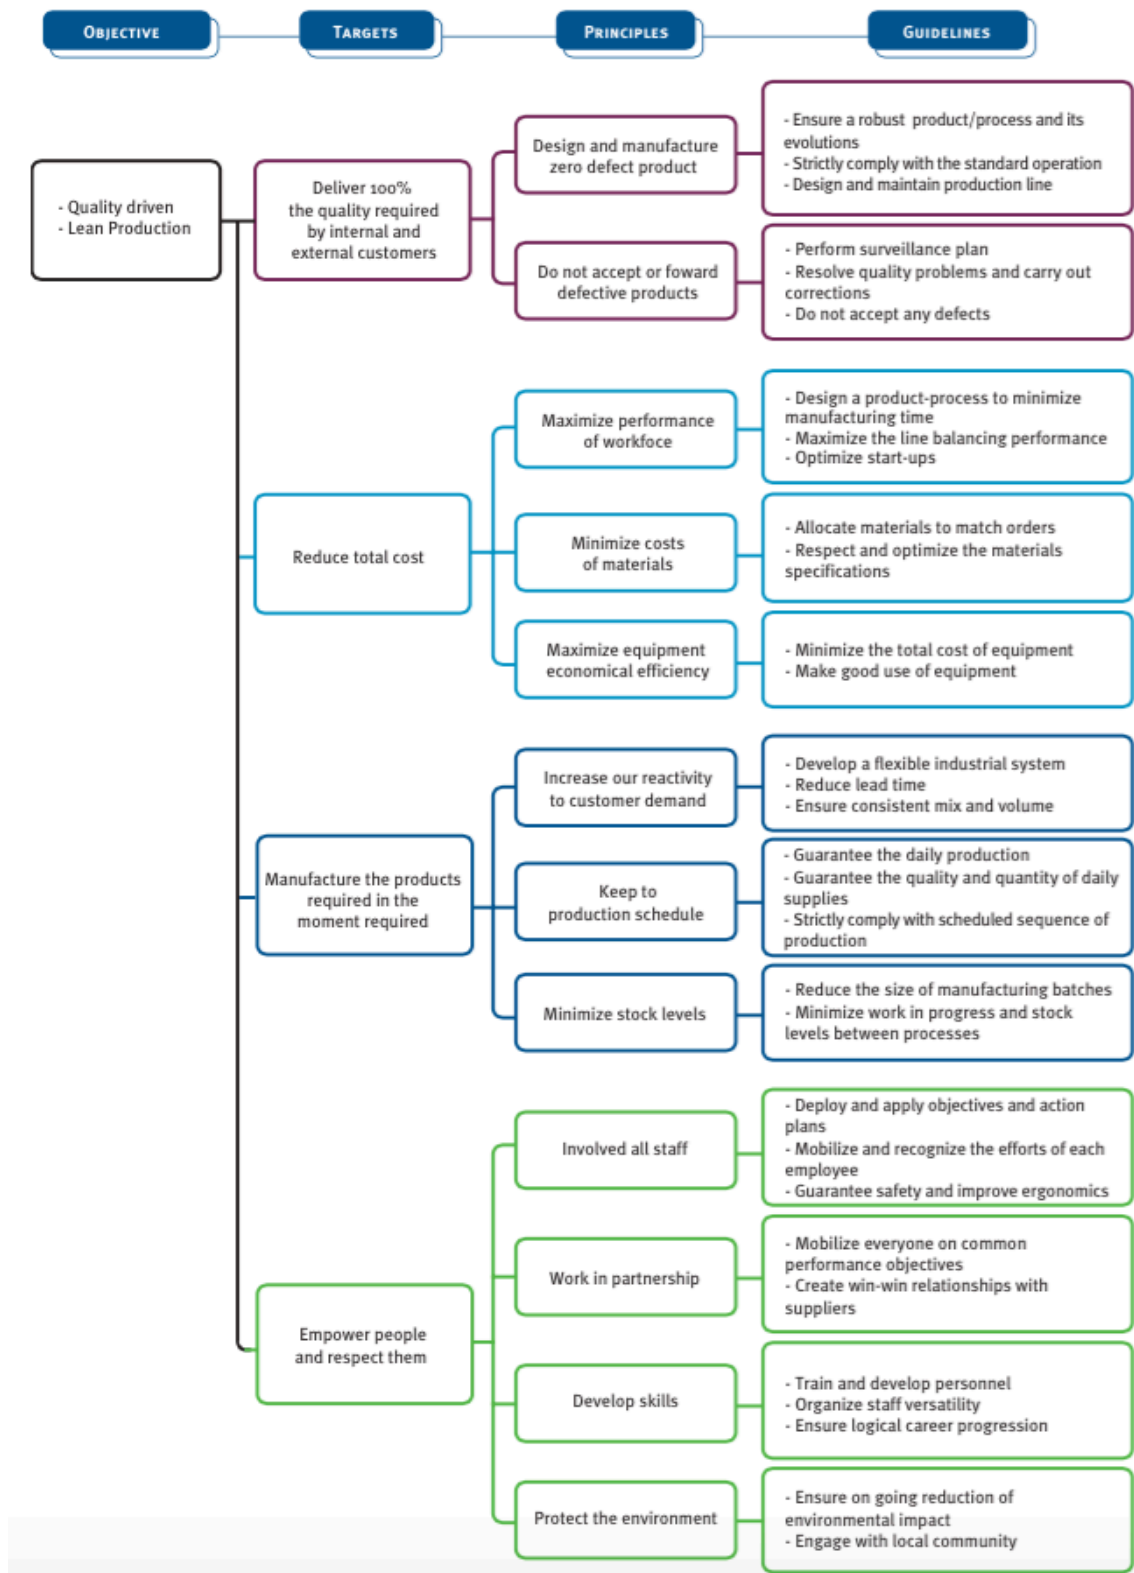 OBJECTIVE
TARGETS
PRINCIPLES
GUIDELINES
- Quality driven
- Lean Production
Deliver 100%
the quality required
by internal and
external customers
Design and manufacture
zero defect product
- Ensure a robust product/process and its
evolutions
- Strictly comply with the standard operation
- Design and maintain production line
Do not accept or foward
defective products
- Perform surveillance plan
- Resolve quality problems and carry out
corrections
- Do not accept any defects
Reduce total cost
Maximize performance
of workfoce
- Design a product-process to minimize
manufacturing time
- Maximize the line balancing performance
- Optimize start-ups
Minimize costs
of materials
- Allocate materials to match orders
- Respect and optimize the materials
specifications
Maximize equipment
economical efficiency
- Minimize the total cost of equipment
- Make good use of equipment
Manufacture the products
required in the
moment required
Increase our reactivity
to customer demand
- Develop a flexible industrial system
- Reduce lead time
- Ensure consistent mix and volume
Keep to
production schedule
- Guarantee the daily production
- Guarantee the quality and quantity of daily
supplies
- Strictly comply with scheduled sequence of
production
Minimize stock levels
- Reduce the size of manufacturing batches
- Minimize work in progress and stock
levels between processes
Empower people
and respect them
Involved all staff
- Deploy and apply objectives and action
plans
- Mobilize and recognize the efforts of each
employee
- Guarantee safety and improve ergonomics
Work in partnership
- Mobilize everyone on common
performance objectives
- Create win-win relationships with
suppliers
Develop skills
- Train and develop personnel
- Organize staff versatility
- Ensure logical career progression
Protect the environment
- Ensure on going reduction of
environmental impact
- Engage with local community